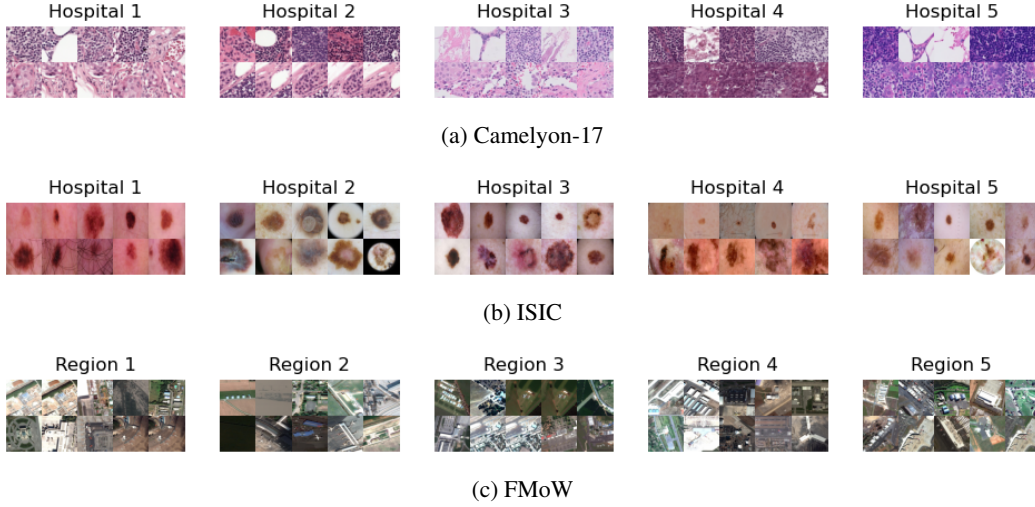 Hospital 1 Hospital 2 Hospital 3 Hospital 4 Hospital 5
(a) Camelyon-17
Hospital 1 Hospital 2 Hospital 3 Hospital 4 Hospital 5
(b) ISIC
Region 1 Region 2 Region 3 Region 4 Region 5
(c) FMoW